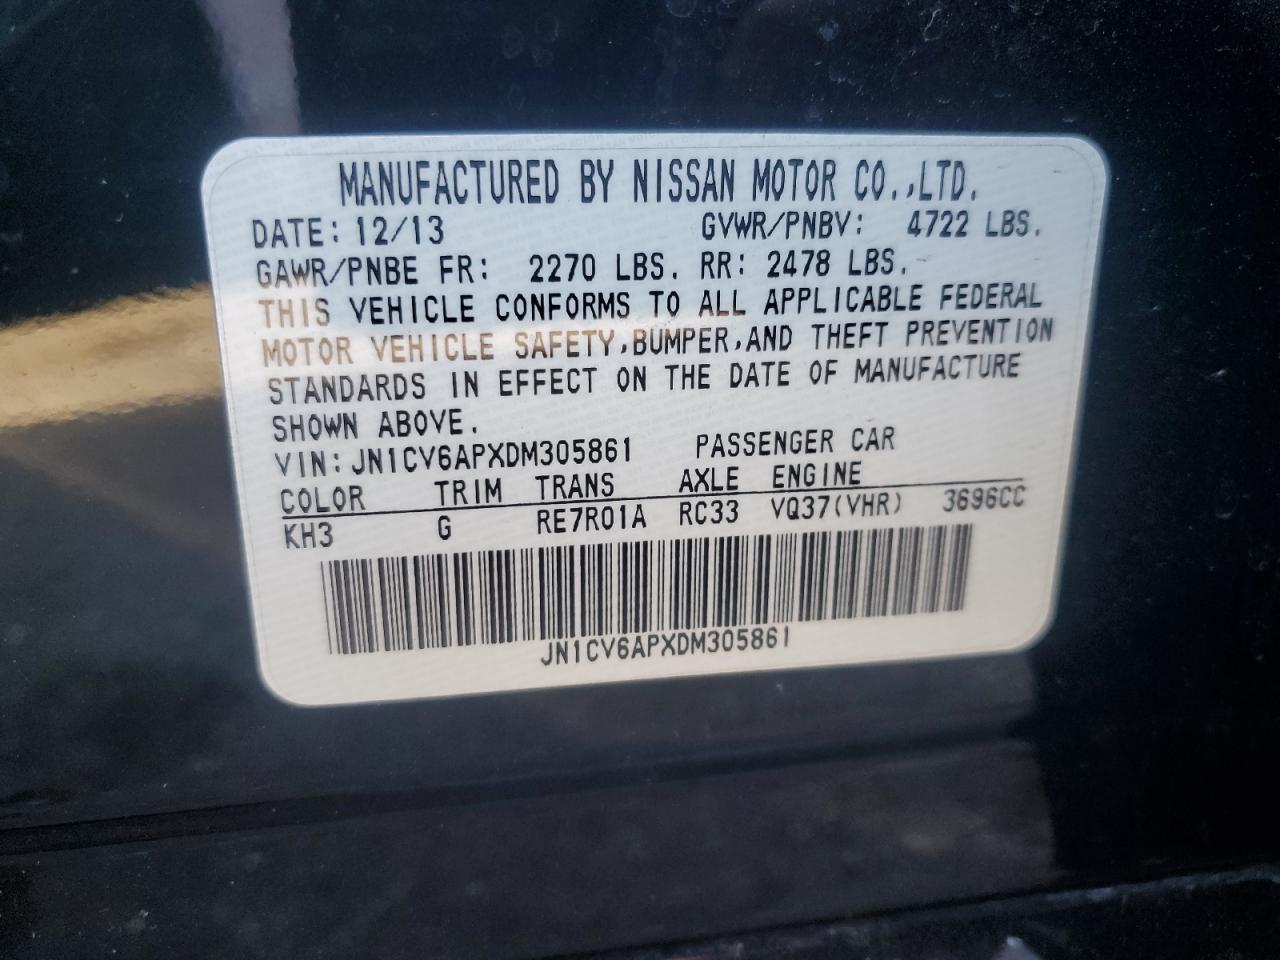 MANUFACTURED BY NISSAN MOTOR CO.,LTD.
DATE: 12/13 GVWR/PNBV: 4722 LBS.
GAWR/PNBE FR: 2270 LBS. RR: 2478 LBS.
THIS VEHICLE CONFORMS TO ALL APPLICABLE FEDERAL
MOTOR VEHICLE SAFETY,BUMPER,AND THEFT PREVENTION
STANDARDS IN EFFECT ON THE DATE OF MANUFACTURE
SHOWN ABOVE.
VIN: JN1CV6APXDM305861 PASSENGER CAR
COLOR TRIM TRANS AXLE ENGINE
KH3 G RE7R01A RC33 VQ37(VHR) 3696CC
JN1CV6APXDM305861